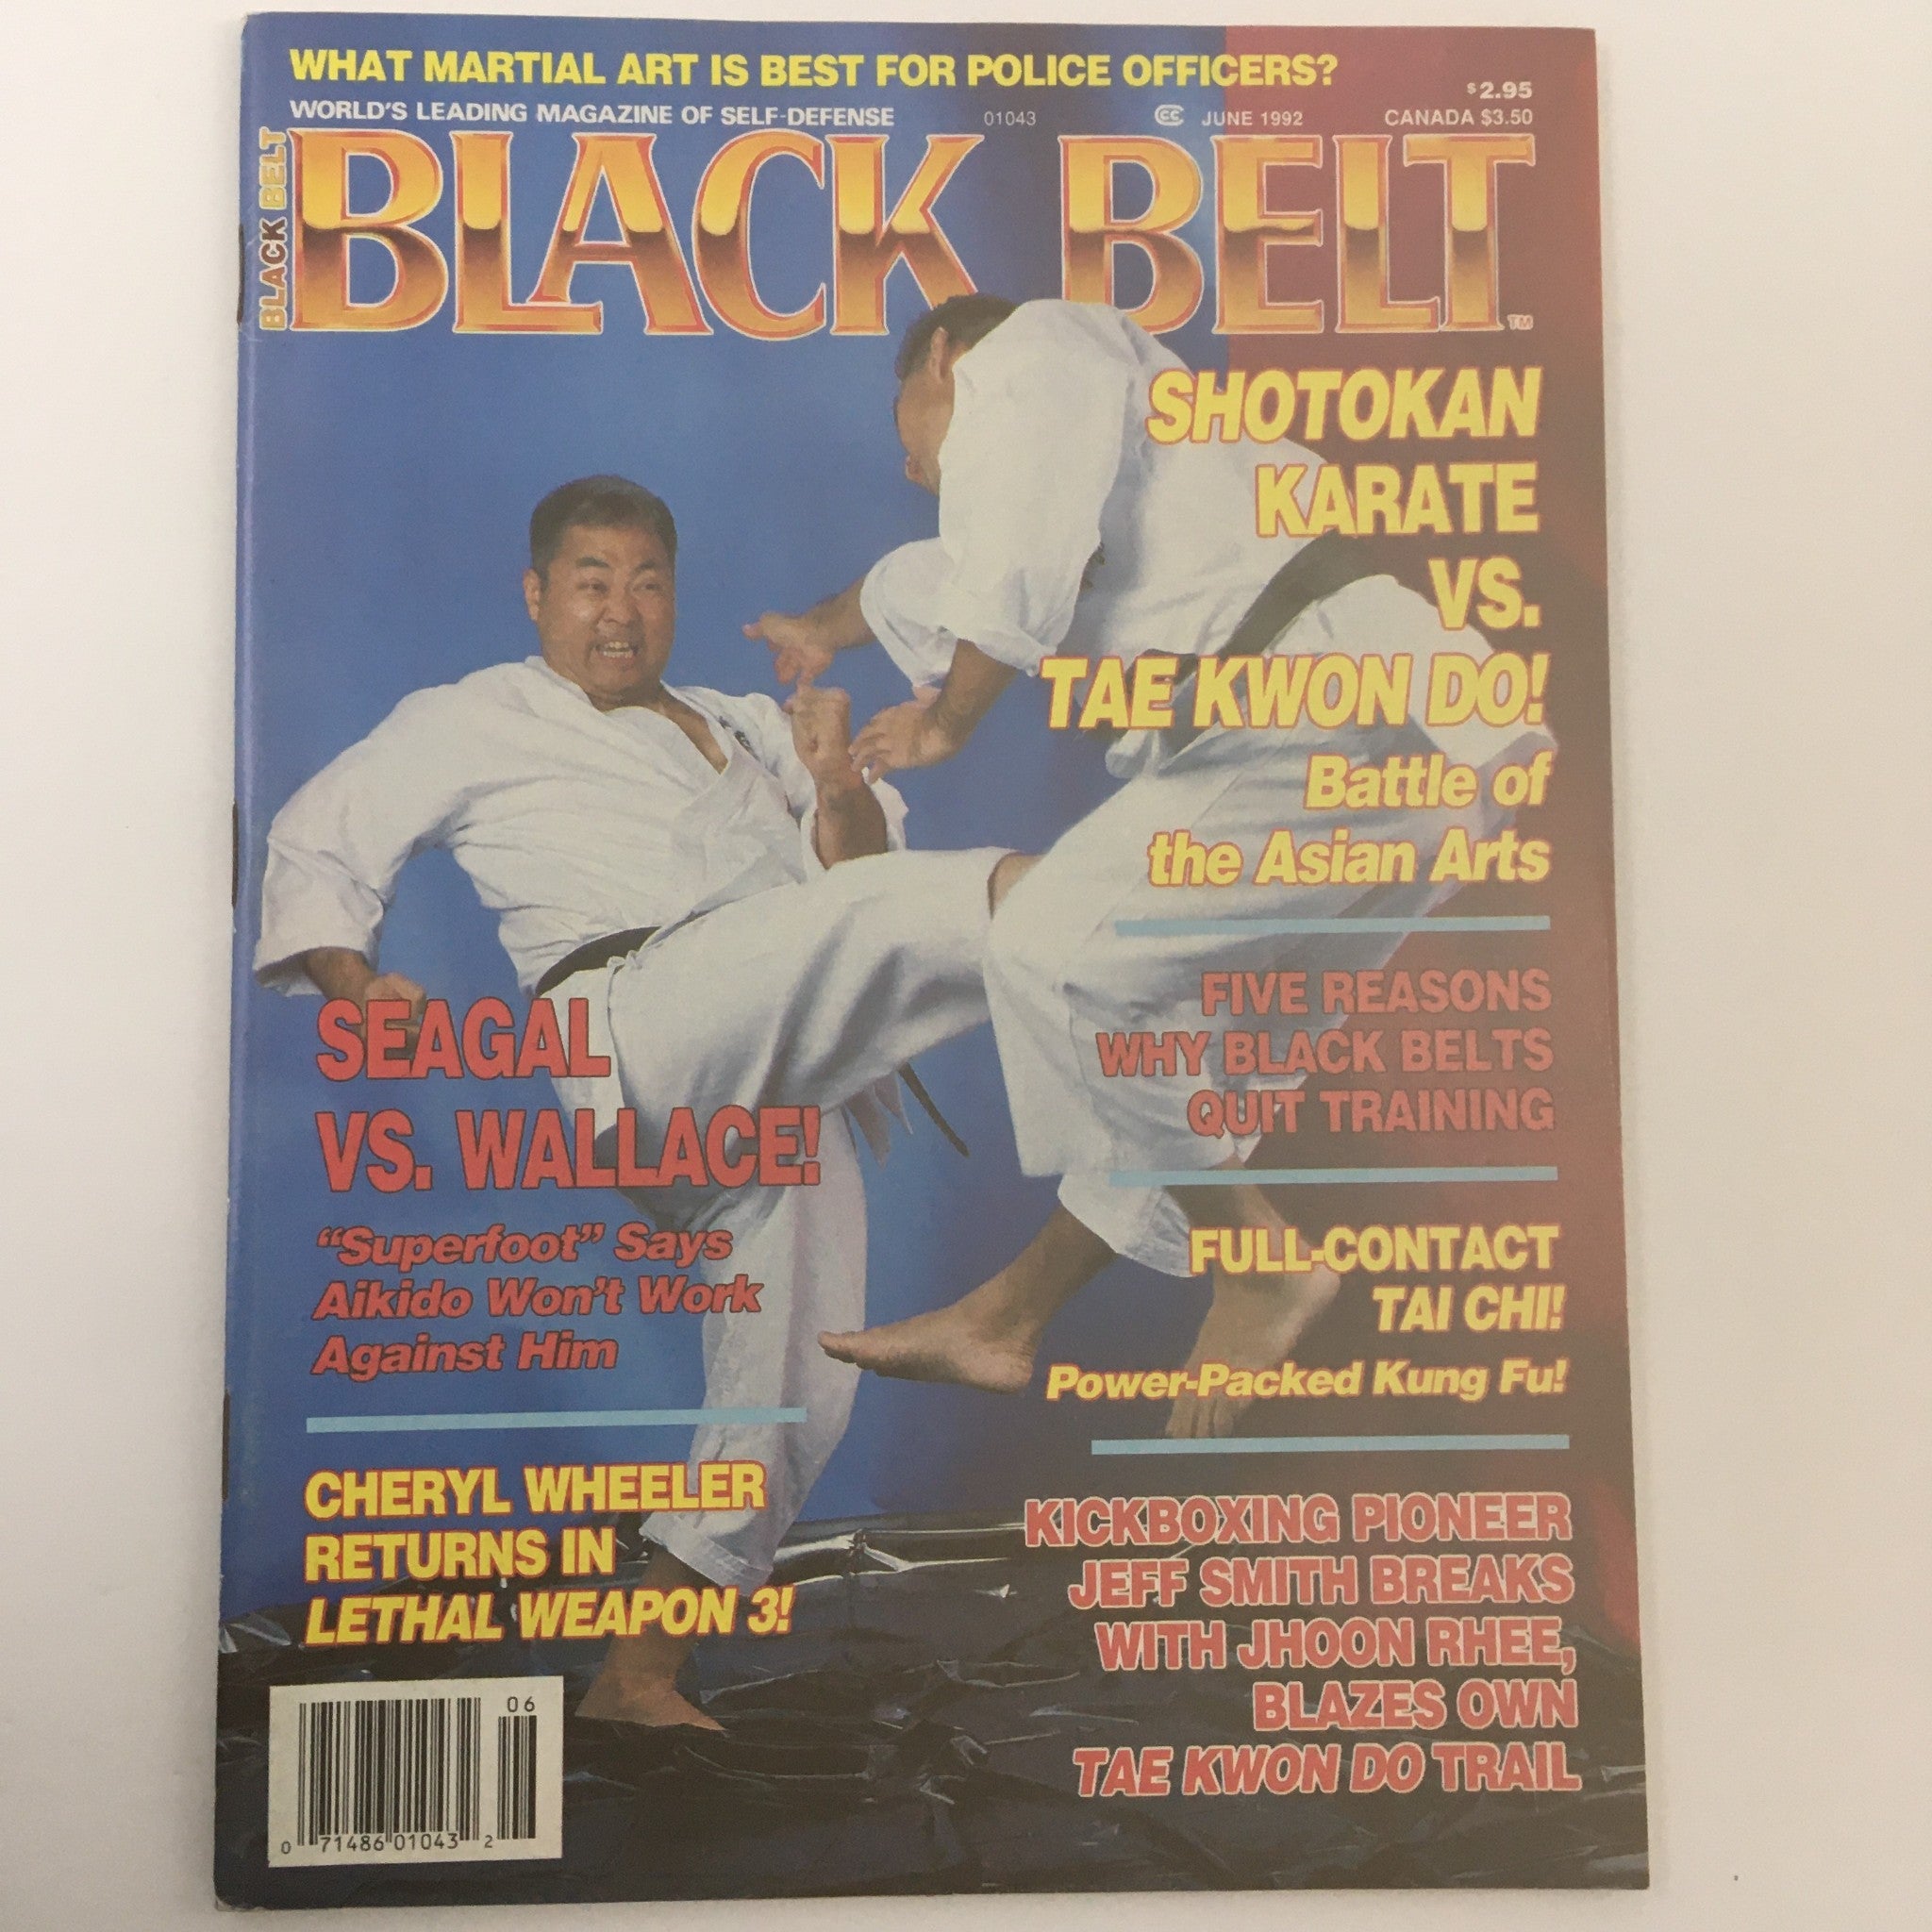 WHAT MARTIAL ART IS BEST FOR POLICE OFFICERS?
$2.95
WORLD'S LEADING MAGAZINE OF SELF-DEFENSE 01043 CC JUNE 1992 CANADA $3.50
BLACK BELT
BLACK BELT TM
SHOTOKAN
KARATE
VS.
TAE KWON DO!
Battle of
the Asian Arts
FIVE REASONS
WHY BLACK BELTS
QUIT TRAINING
FULL-CONTACT
TAI CHI!
Power-Packed Kung Fu!
KICKBOXING PIONEER
JEFF SMITH BREAKS
WITH JHOON RHEE,
BLAZES OWN
TAE KWON DO TRAIL
SEAGAL
VS. WALLACE!
“Superfoot” Says
Aikido Won't Work
Against Him
CHERYL WHEELER
RETURNS IN
LETHAL WEAPON 3!
06
0 71486 01043 2